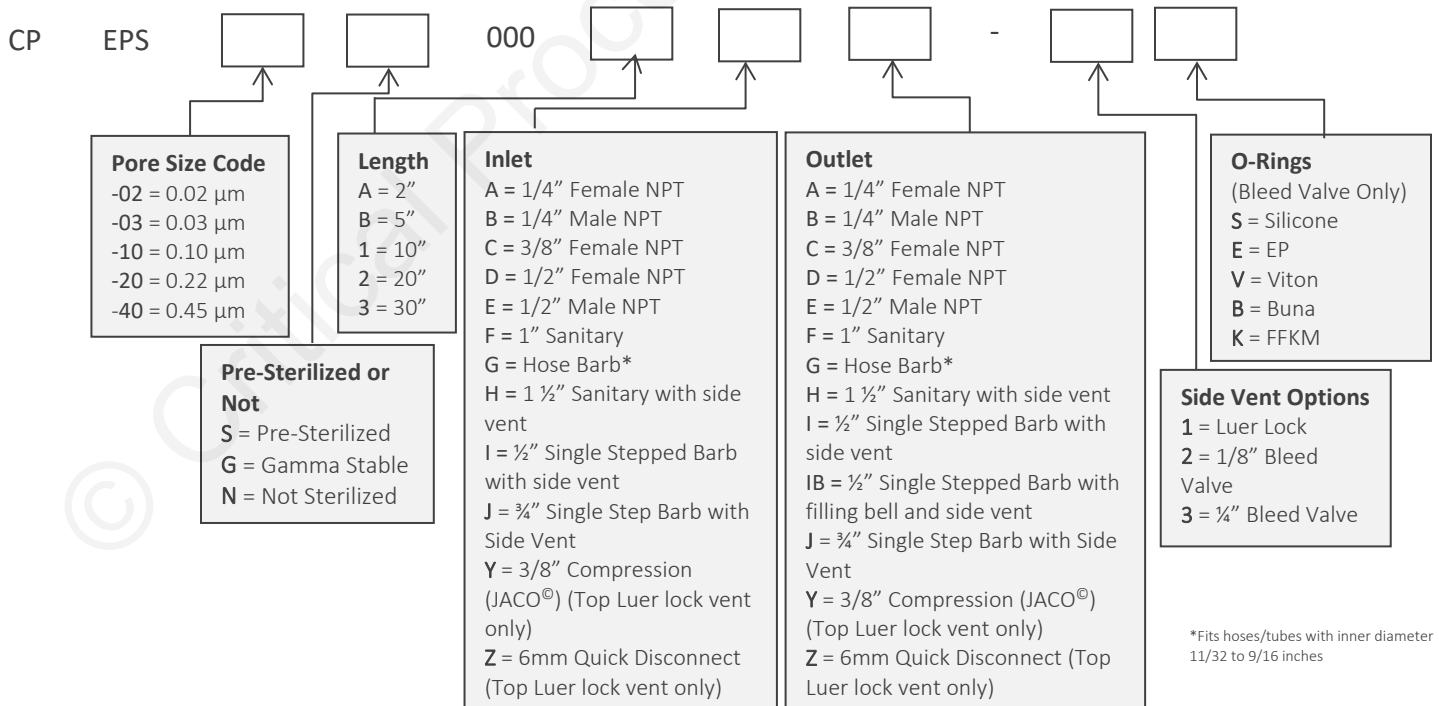 CP EPS 000 -
Pore Size Code
-02 = 0.02 µm
-03 = 0.03 µm
-10 = 0.10 µm
-20 = 0.22 µm
-40 = 0.45 µm
Pre-Sterilized or
Not
S = Pre-Sterilized
G = Gamma Stable
N = Not Sterilized
Length
A = 2”
B = 5”
1 = 10”
2 = 20”
3 = 30”
Inlet
A = 1/4” Female NPT
B = 1/4” Male NPT
C = 3/8” Female NPT
D = 1/2” Female NPT
E = 1/2” Male NPT
F = 1” Sanitary
G = Hose Barb*
H = 1 ½” Sanitary with side
vent
I = ½” Single Stepped Barb
with side vent
J = ¾” Single Step Barb with
Side Vent
Y = 3/8” Compression
(JACO©) (Top Luer lock vent
only)
Z = 6mm Quick Disconnect
(Top Luer lock vent only)
Outlet
A = 1/4” Female NPT
B = 1/4” Male NPT
C = 3/8” Female NPT
D = 1/2” Female NPT
E = 1/2” Male NPT
F = 1” Sanitary
G = Hose Barb*
H = 1 ½” Sanitary with side vent
I = ½” Single Stepped Barb with
side vent
IB = ½” Single Stepped Barb with
filling bell and side vent
J = ¾” Single Step Barb with Side
Vent
Y = 3/8” Compression (JACO©)
(Top Luer lock vent only)
Z = 6mm Quick Disconnect (Top
Luer lock vent only)
O-Rings
(Bleed Valve Only)
S = Silicone
E = EP
V = Viton
B = Buna
K = FFKM
Side Vent Options
1 = Luer Lock
2 = 1/8” Bleed
Valve
3 = ¼” Bleed Valve
*Fits hoses/tubes with inner diameter
11/32 to 9/16 inches
© Critical